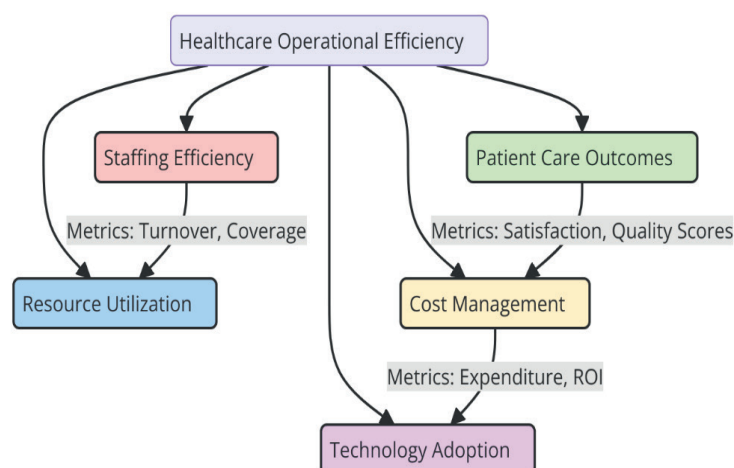 Healthcare Operational Efficiency
Staffing Efficiency
Patient Care Outcomes
Metrics: Turnover, Coverage
Metrics: Satisfaction, Quality Scores
Resource Utilization
Cost Management
Metrics: Expenditure, ROI
Technology Adoption